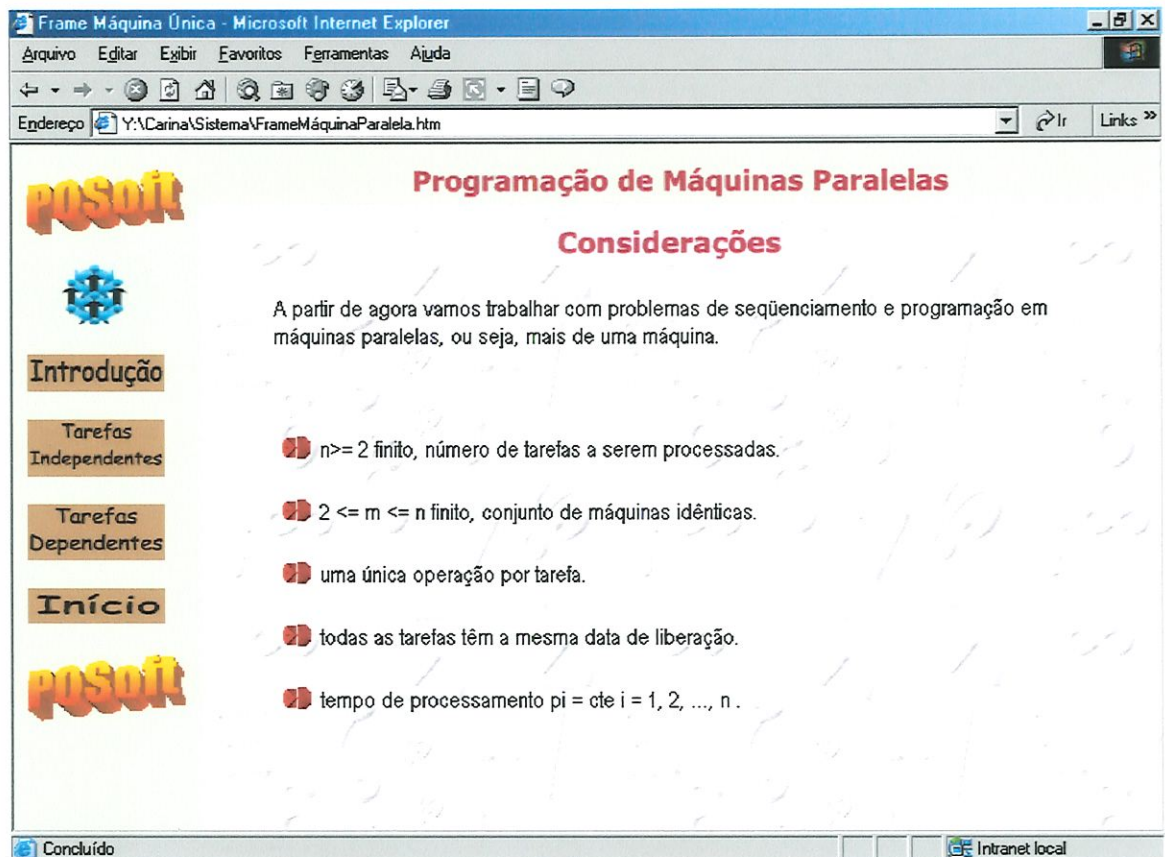 Frame Máquina Única - Microsoft Internet Explorer
Arquivo Editar Exibir Favoritos Ferramentas Ajuda
Endereço Y:\Carina\Sistema\FrameMáquinaParalela.htm Ir Links »
POSoft
Introdução
Tarefas
Independentes
Tarefas
Dependentes
Início
POSoft
Programação de Máquinas Paralelas
Considerações
A partir de agora vamos trabalhar com problemas de seqüenciamento e programação em
máquinas paralelas, ou seja, mais de uma máquina.
n>= 2 finito, número de tarefas a serem processadas.
2 <= m <= n finito, conjunto de máquinas idênticas.
uma única operação por tarefa.
todas as tarefas têm a mesma data de liberação.
tempo de processamento pi = cte i = 1, 2, ..., n .
Concluído Intranet local